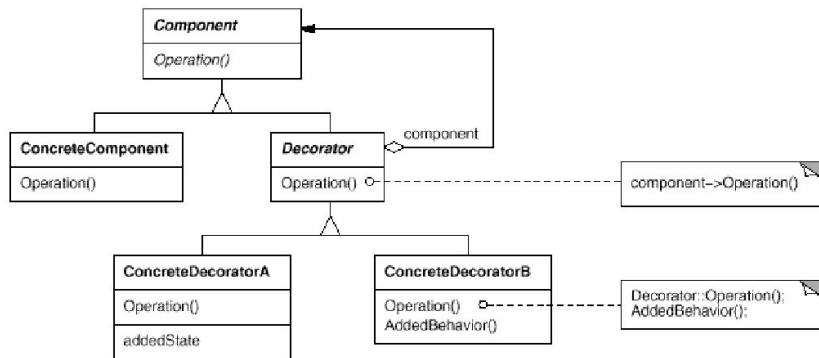 Component
Operation()
ConcreteComponent
Operation()
Decorator
Operation()
component
component->Operation()
ConcreteDecoratorA
Operation()
addedState
ConcreteDecoratorB
Operation()
AddedBehavior()
Decorator::Operation();
AddedBehavior();